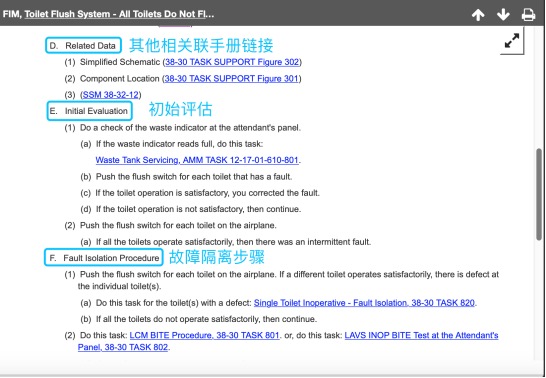 FIM, Toilet Flush System - All Toilets Do Not Fl...
D. Related Data 其他相关联手册链接
(1) Simplified Schematic (38-30 TASK SUPPORT Figure 302)
(2) Component Location (38-30 TASK SUPPORT Figure 301)
(3) (SSM 38-32-12)
E. Initial Evaluation 初始评估
(1) Do a check of the waste indicator at the attendant's panel.
(a) If the waste indicator reads full, do this task:
Waste Tank Servicing, AMM TASK 12-17-01-610-801.
(b) Push the flush switch for each toilet that has a fault.
(c) If the toilet operation is satisfactory, you corrected the fault.
(d) If the toilet operation is not satisfactory, then continue.
(2) Push the flush switch for each toilet on the airplane.
(a) If all the toilets operate satisfactorily, then there was an intermittent fault.
F. Fault Isolation Procedure 故障隔离步骤
(1) Push the flush switch for each toilet on the airplane. If a different toilet operates satisfactorily, there is defect at
the individual toilet(s).
(a) Do this task for the toilet(s) with a defect: Single Toilet Inoperative - Fault Isolation, 38-30 TASK 820.
(b) If all the toilets do not operate satisfactorily, then continue.
(2) Do this task: LCM BITE Procedure, 38-30 TASK 801. or, do this task: LAVS INOP BITE Test at the Attendant's
Panel, 38-30 TASK 802.